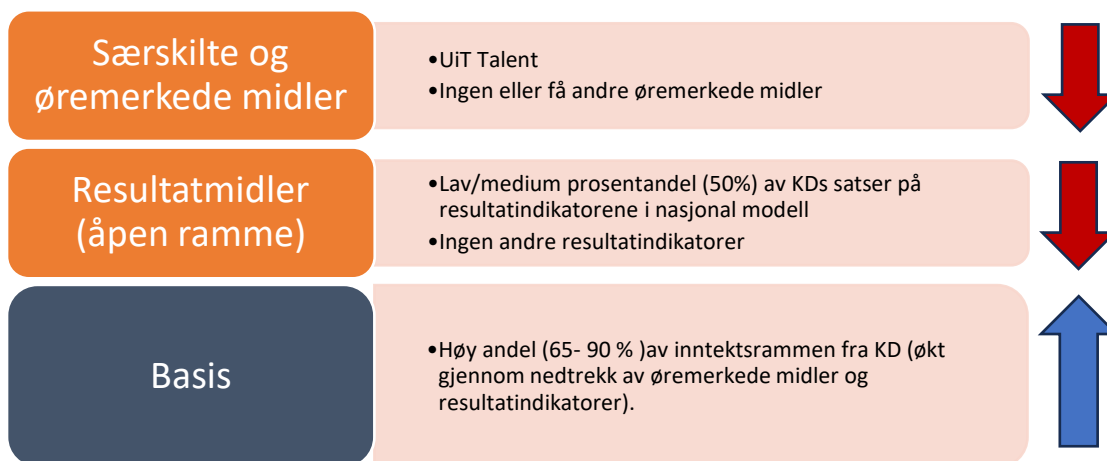 Særskilte og
øremerkede midler
•UiT Talent
•Ingen eller få andre øremerkede midler
Resultatmidler
(åpen ramme)
•Lav/medium prosentandel (50%) av KDs satser på
resultatindikatorene i nasjonal modell
•Ingen andre resultatindikatorer
Basis
•Høy andel (65- 90 % )av inntektsrammen fra KD (økt
gjennom nedtrekk av øremerkede midler og
resultatindikatorer).